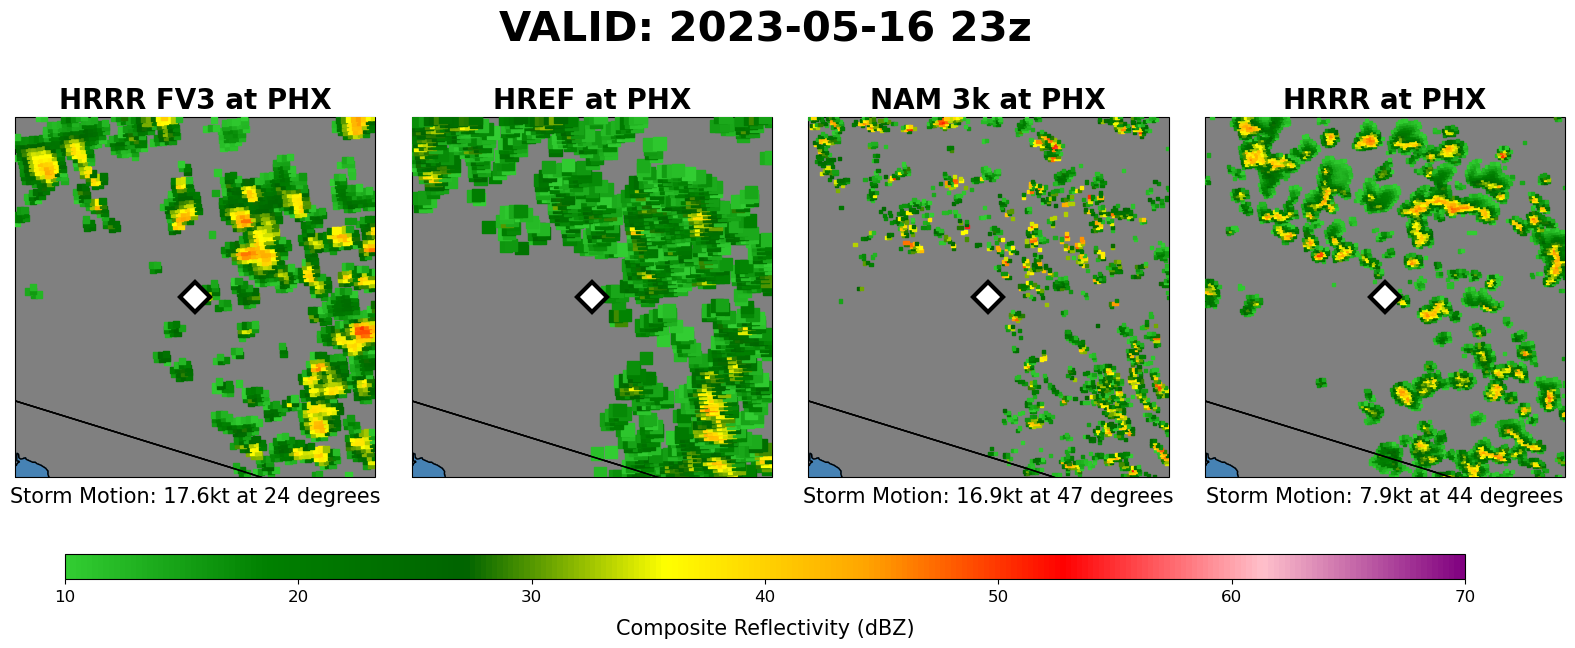 VALID: 2023-05-16 23z
HRRR FV3 at PHX
HREF at PHX
NAM 3k at PHX
HRRR at PHX
Storm Motion: 17.6kt at 24 degrees
Storm Motion: 16.9kt at 47 degrees
Storm Motion: 7.9kt at 44 degrees
10 20 30 40 50 60 70
Composite Reflectivity (dBZ)